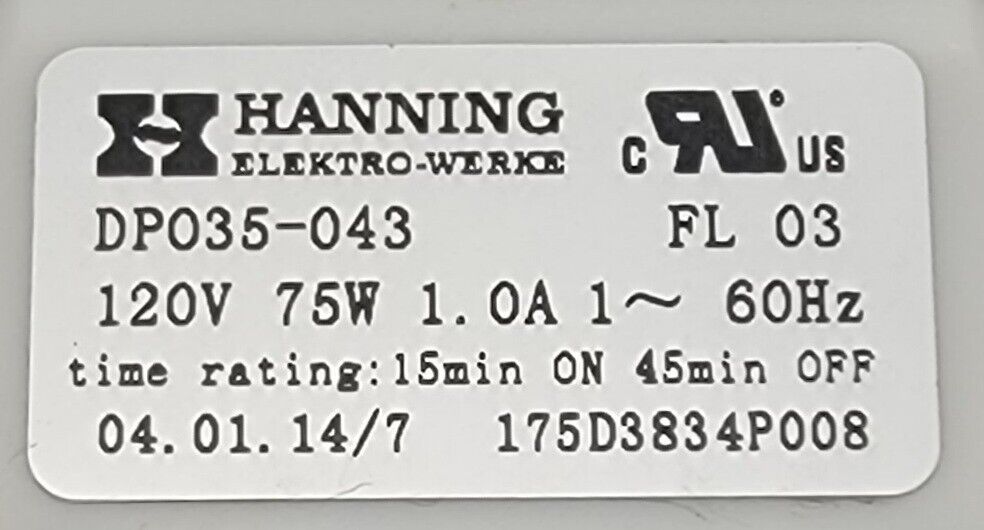 HANNING
ELEKTRO-WERKE
C RU US
DP035-043 FL 03
120V 75W 1.0A 1~ 60Hz
time rating:15min ON 45min OFF
04.01.14/7 175D3834P008